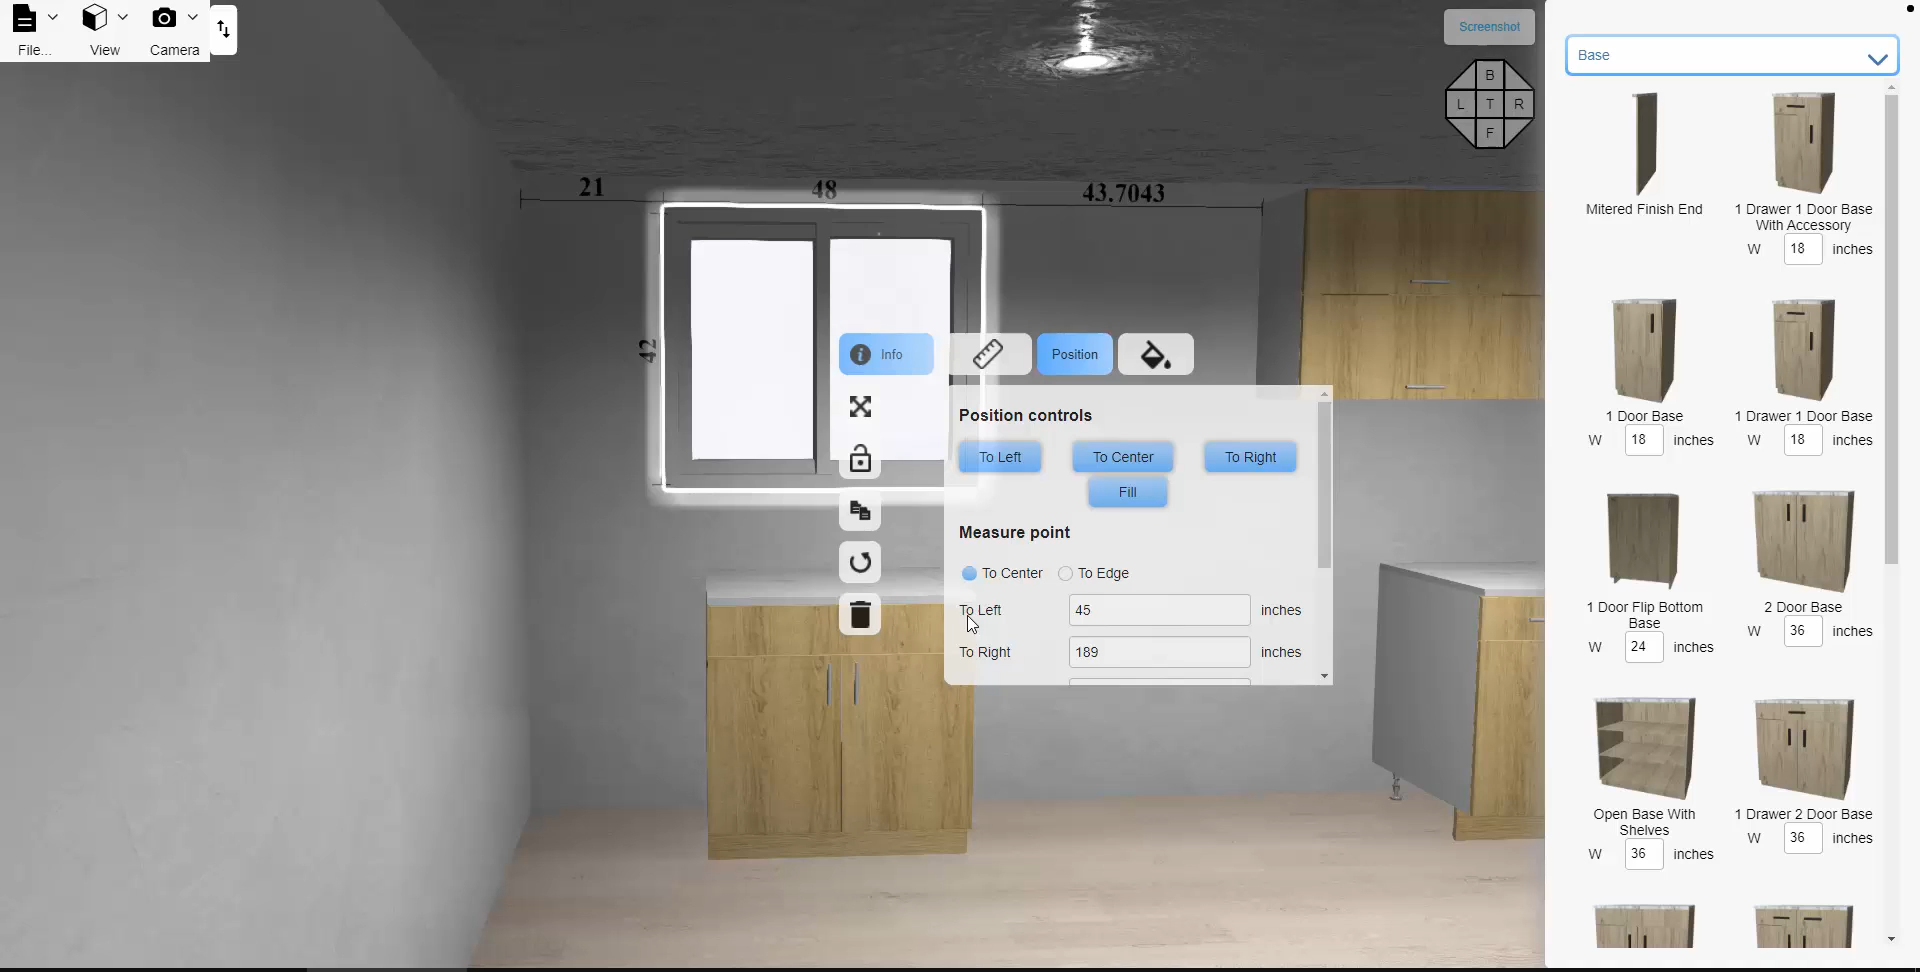 File...
View
Camera
Screenshot
B
L T R
F
21
48
43.7043
42
Info
Position
Position controls
To Left
To Center
To Right
Fill
Measure point
To Center
To Edge
To Left 45 inches
To Right 189 inches
Base
Mitered Finish End
1 Drawer 1 Door Base
With Accessory
W 18 inches
1 Door Base
W 18 inches
1 Drawer 1 Door Base
W 18 inches
1 Door Flip Bottom
Base
W 24 inches
2 Door Base
W 36 inches
Open Base With
Shelves
W 36 inches
1 Drawer 2 Door Base
W 36 inches